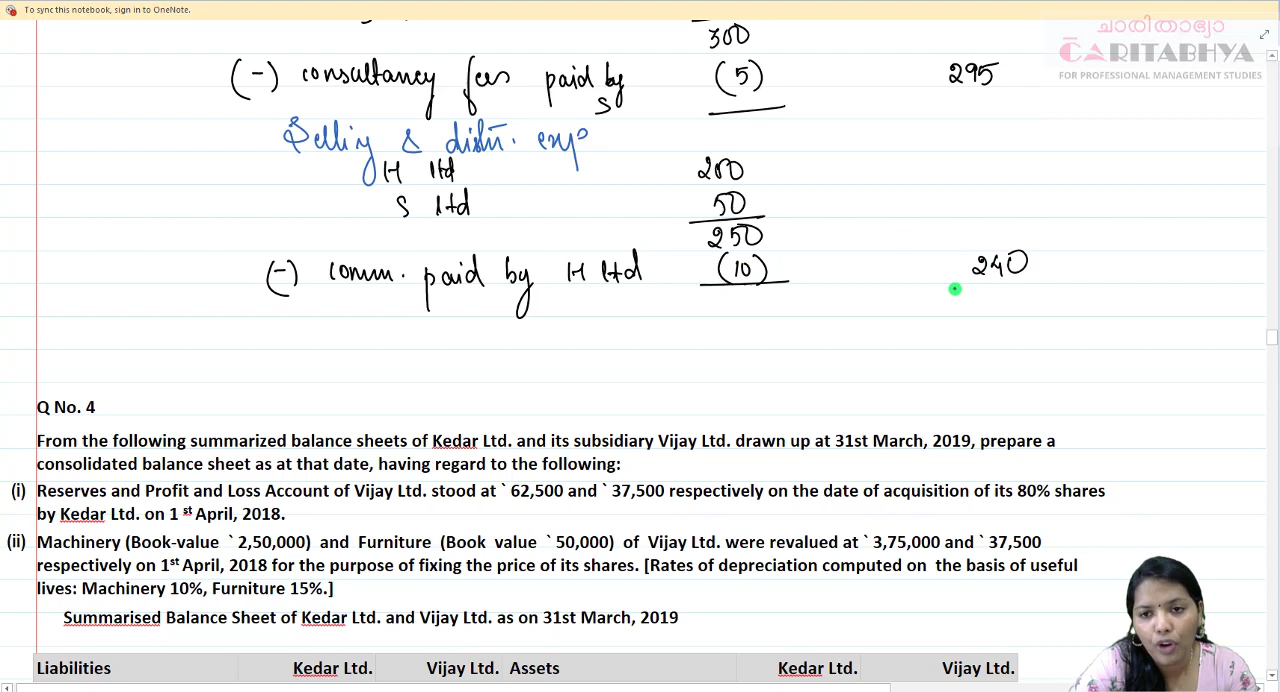 To sync this notebook, sign in to OneNote.
ചാരിതാഭ്യാ
CARITABHYA
FOR PROFESSIONAL MANAGEMENT STUDIES
300
(-) consultancy fees paid by S (5) 295
Selling & distri. exp
H ltd 200
S ltd 50
250
(-) comm. paid by H ltd (10) 240
Q No. 4
From the following summarized balance sheets of Kedar Ltd. and its subsidiary Vijay Ltd. drawn up at 31st March, 2019, prepare a
consolidated balance sheet as at that date, having regard to the following:
(i) Reserves and Profit and Loss Account of Vijay Ltd. stood at ` 62,500 and ` 37,500 respectively on the date of acquisition of its 80% shares
by Kedar Ltd. on 1 st April, 2018.
(ii) Machinery (Book-value ` 2,50,000) and Furniture (Book value ` 50,000) of Vijay Ltd. were revalued at ` 3,75,000 and ` 37,500
respectively on 1st April, 2018 for the purpose of fixing the price of its shares. [Rates of depreciation computed on the basis of useful
lives: Machinery 10%, Furniture 15%.]
Summarised Balance Sheet of Kedar Ltd. and Vijay Ltd. as on 31st March, 2019
Liabilities Kedar Ltd. Vijay Ltd. Assets Kedar Ltd. Vijay Ltd.